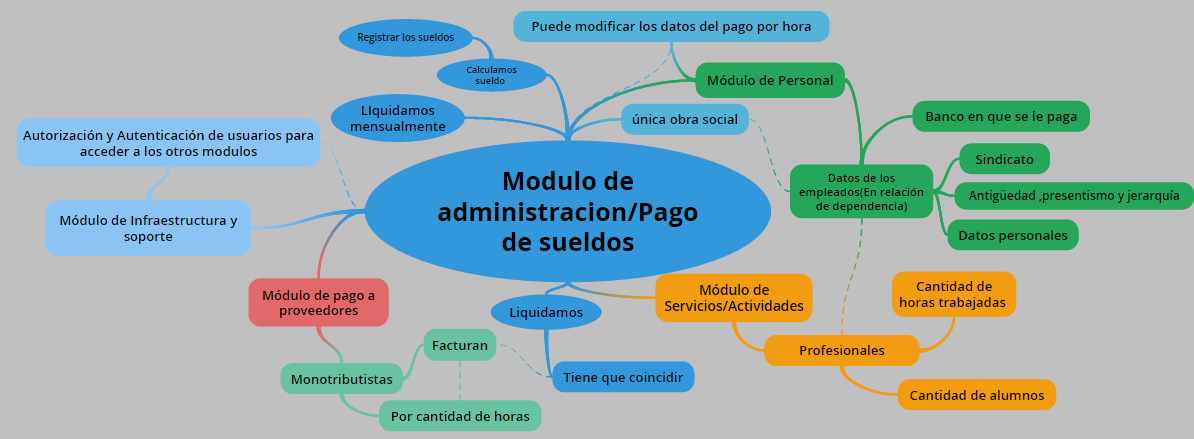 Puede modificar los datos del pago por hora
Registrar los sueldos
Calculamos
sueldo
Módulo de Personal
LIquidamos
mensualmente
única obra social
Banco en que se le paga
Autorización y Autenticación de usuarios para
acceder a los otros modulos
Sindicato
Datos de los
empleados(En relación
de dependencia)
Antigüedad ,presentismo y jerarquía
Datos personales
Modulo de
administracion/Pago
de sueldos
Módulo de Infraestructura y
soporte
Módulo de pago a
proveedores
Liquidamos
Módulo de
Servicios/Actividades
Cantidad de
horas trabajadas
Facturan
Profesionales
Monotributistas
Tiene que coincidir
Cantidad de alumnos
Por cantidad de horas